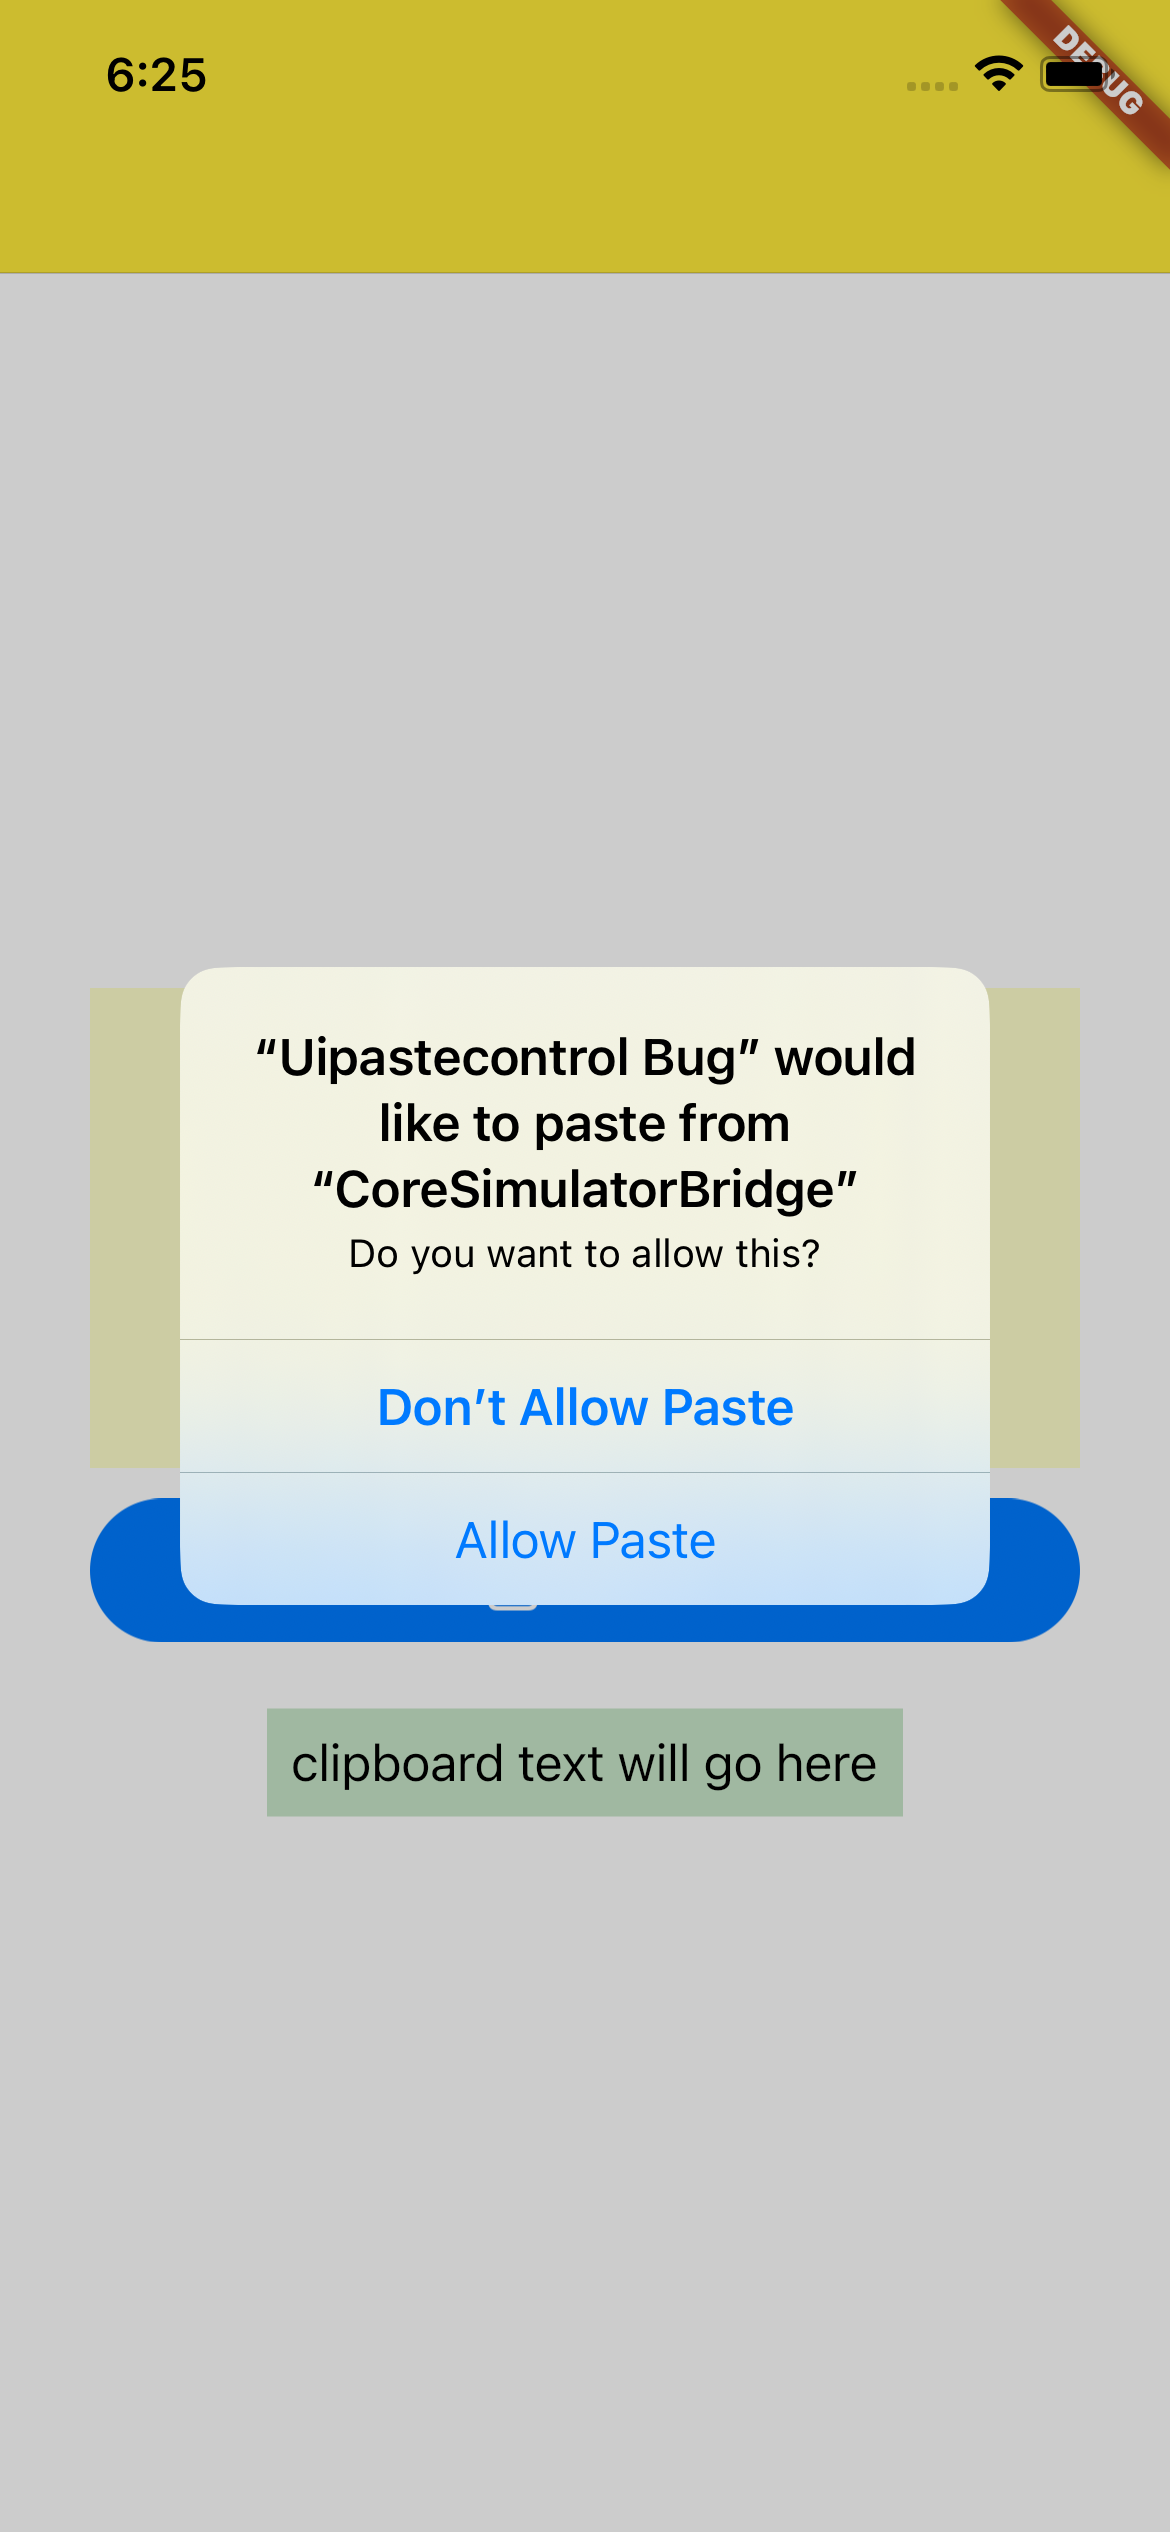 6:25
DEBUG
“Uipastecontrol Bug” would
like to paste from
“CoreSimulatorBridge”
Do you want to allow this?
Don’t Allow Paste
Allow Paste
clipboard text will go here